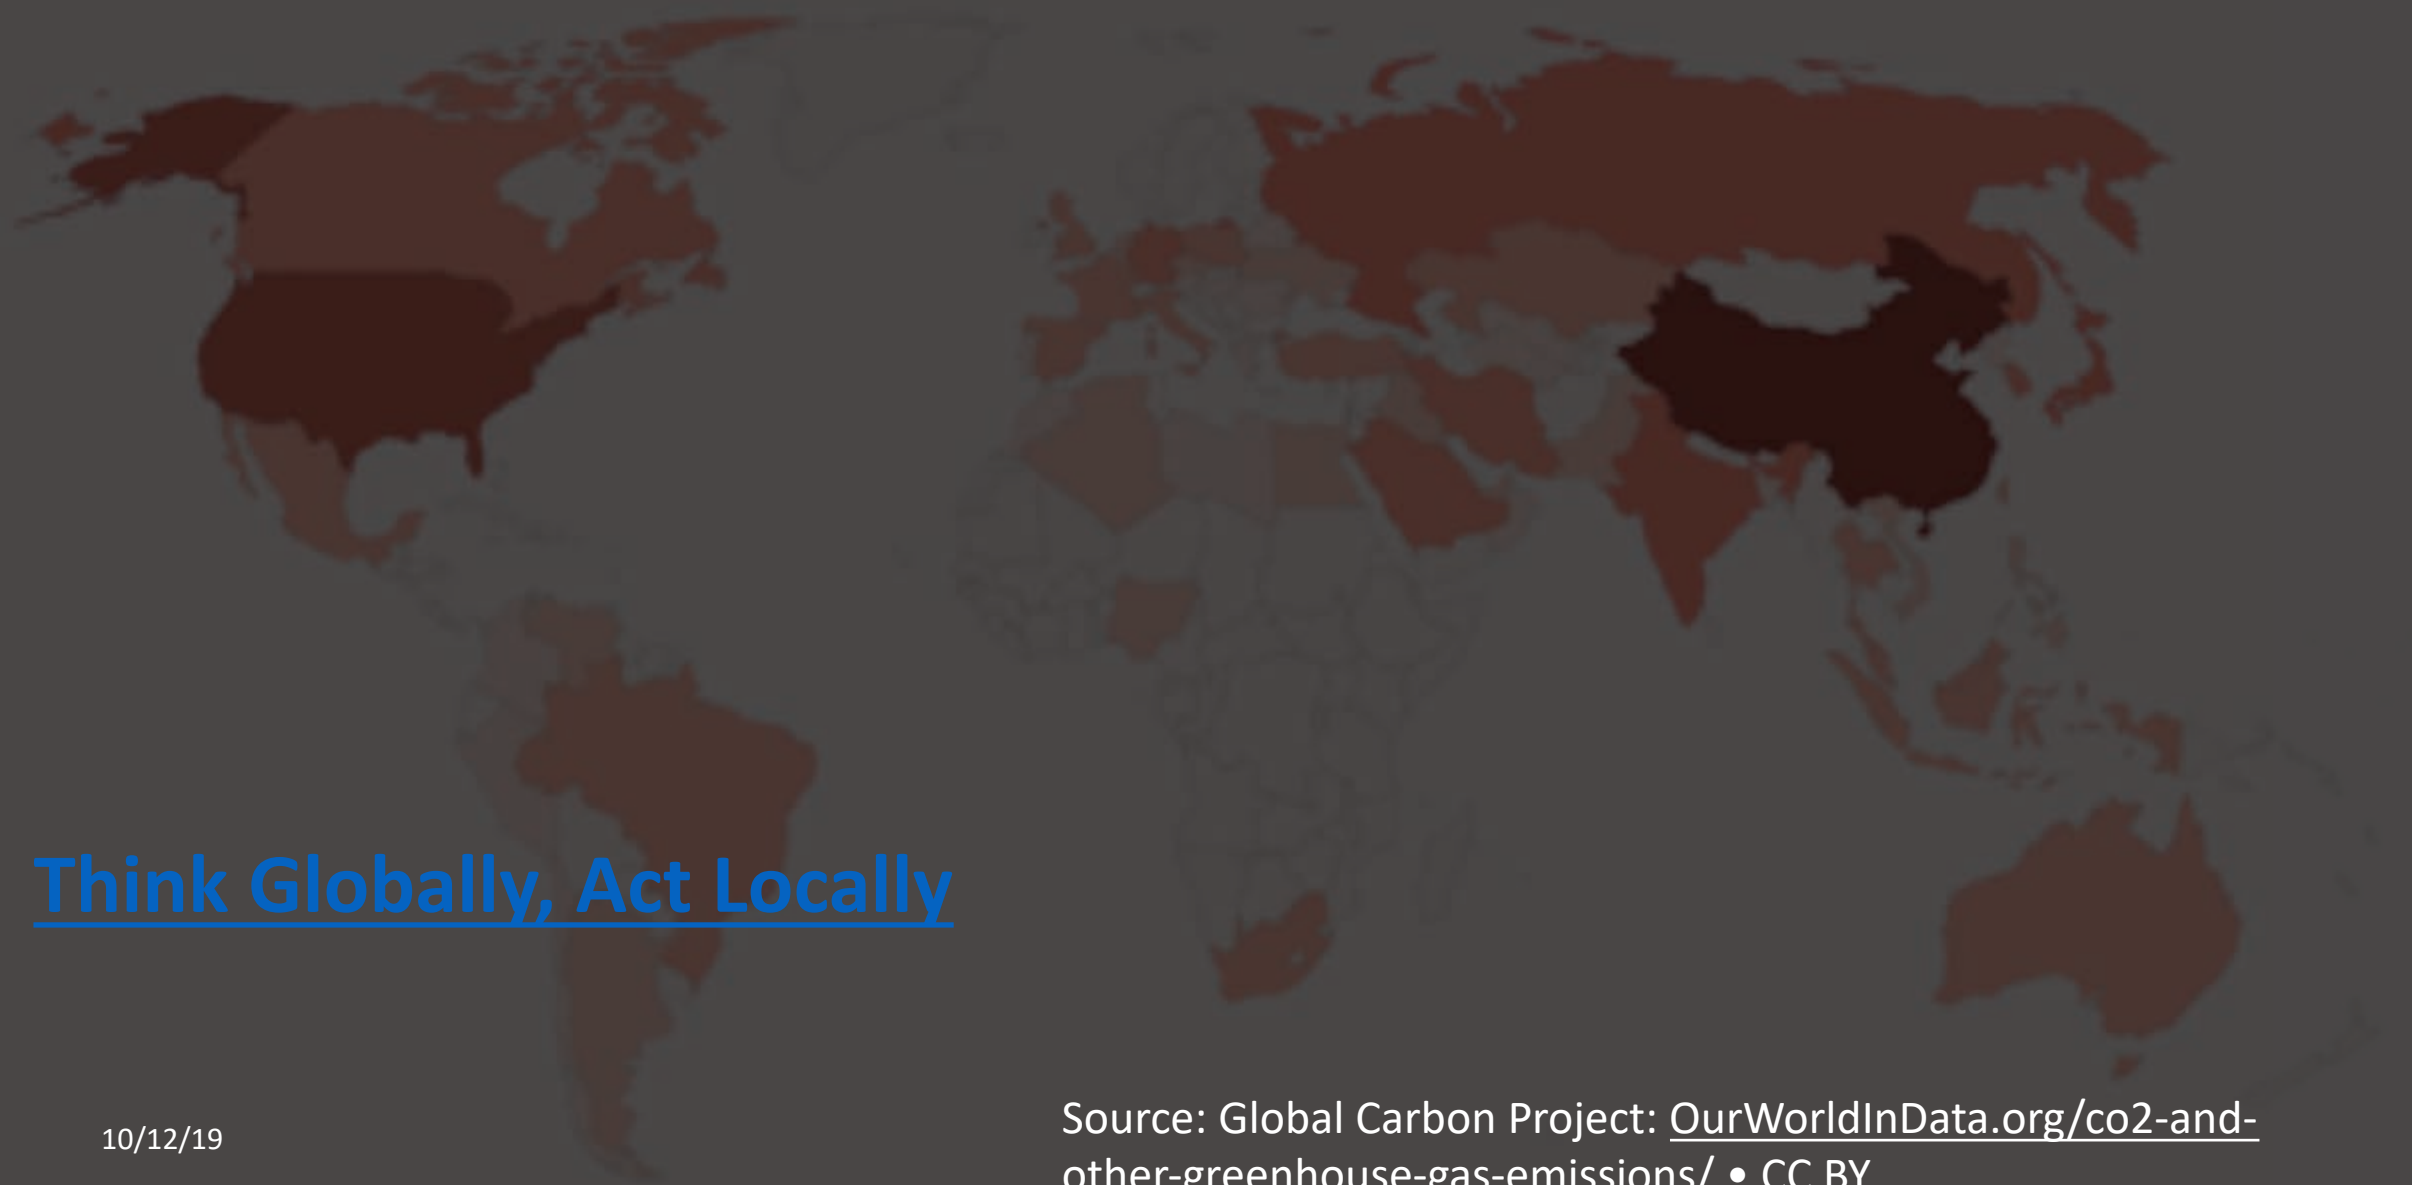 Think Globally, Act Locally
10/12/19
Source: Global Carbon Project: OurWorldInData.org/co2-and-
other-greenhouse-gas-emissions/ • CC BY